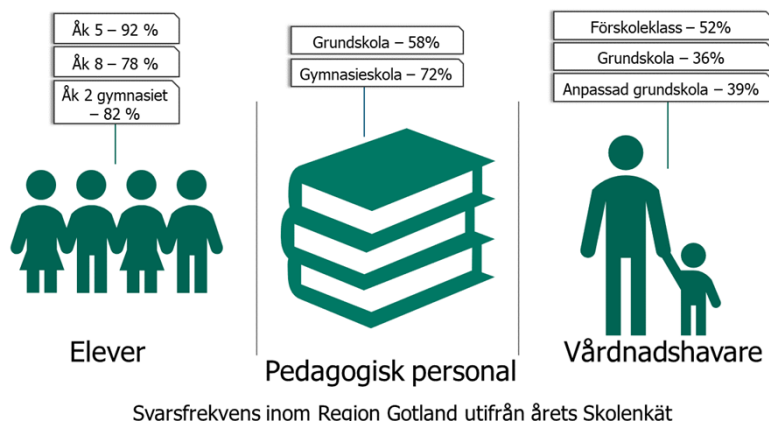 Åk 5 – 92 %
Åk 8 – 78 %
Åk 2 gymnasiet
– 82 %
Elever
Grundskola – 58%
Gymnasieskola – 72%
Pedagogisk personal
Förskoleklass – 52%
Grundskola – 36%
Anpassad grundskola – 39%
Vårdnadshavare
Svarsfrekvens inom Region Gotland utifrån årets Skolenkät